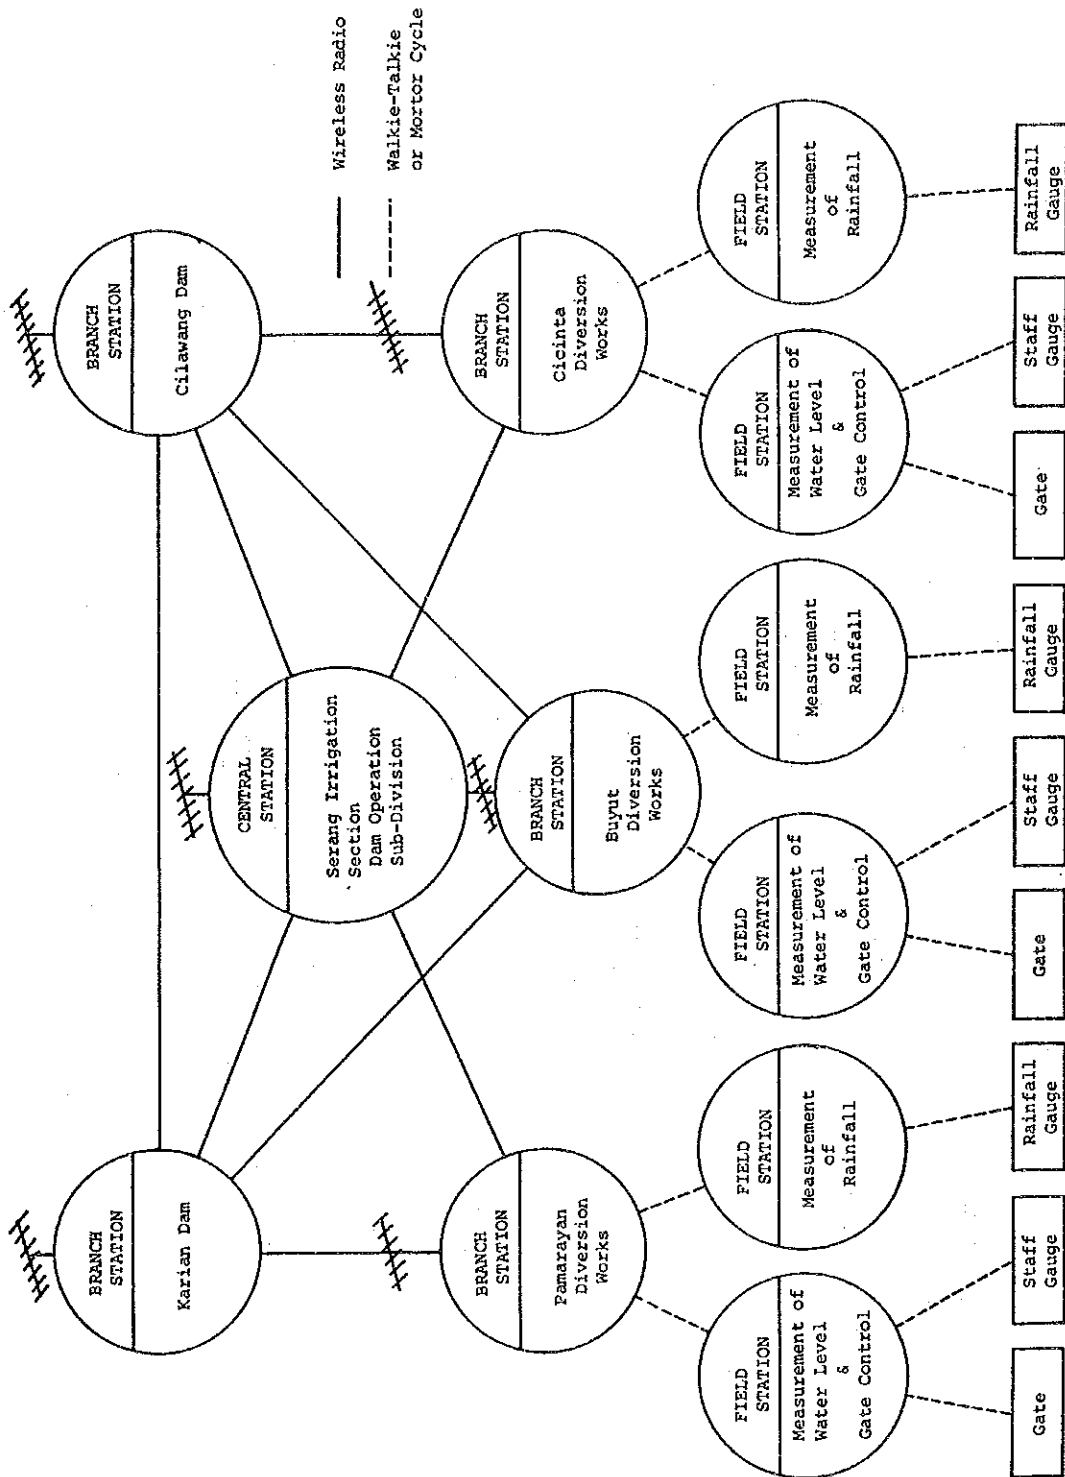 BRANCH
STATION
Karian Dam
BRANCH
STATION
Cilawang Dam
CENTRAL
STATION
Serang Irrigation
Section
Dam Operation
Sub-Division
Wireless Radio
Walkie-Talkie
or Mortor Cycle
BRANCH
STATION
Pamarayan
Diversion
Works
BRANCH
STATION
Buyut
Diversion
Works
BRANCH
STATION
Cicinta
Diversion
Works
FIELD
STATION
Measurement of
Water Level
&
Gate Control
FIELD
STATION
Measurement
of
Rainfall
FIELD
STATION
Measurement of
Water Level
&
Gate Control
FIELD
STATION
Measurement
of
Rainfall
FIELD
STATION
Measurement of
Water Level
&
Gate Control
FIELD
STATION
Measurement
of
Rainfall
Gate
Staff
Gauge
Rainfall
Gauge
Gate
Staff
Gauge
Rainfall
Gauge
Gate
Staff
Gauge
Rainfall
Gauge